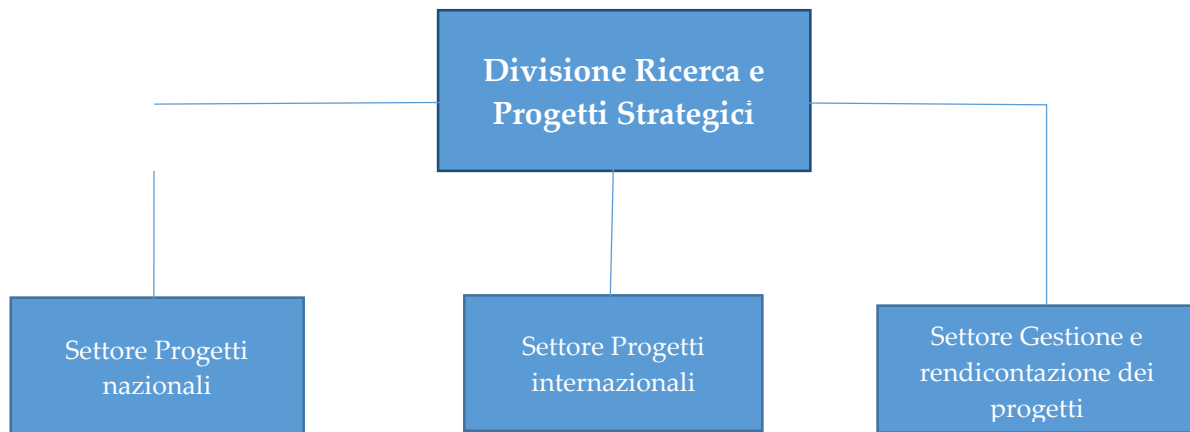 Divisione Ricerca e
Progetti Strategici
Settore Progetti
nazionali
Settore Progetti
internazionali
Settore Gestione e
rendicontazione dei
progetti